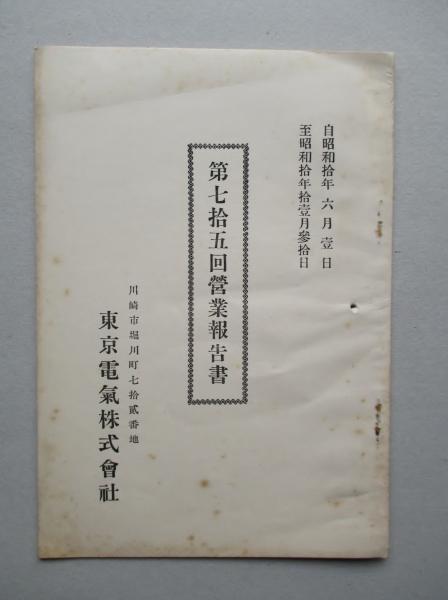 自昭和拾年六月壹日
至昭和拾年拾壹月參拾日
第七拾五回營業報告書
川崎市堀川町七拾貳番地
東京電氣株式會社